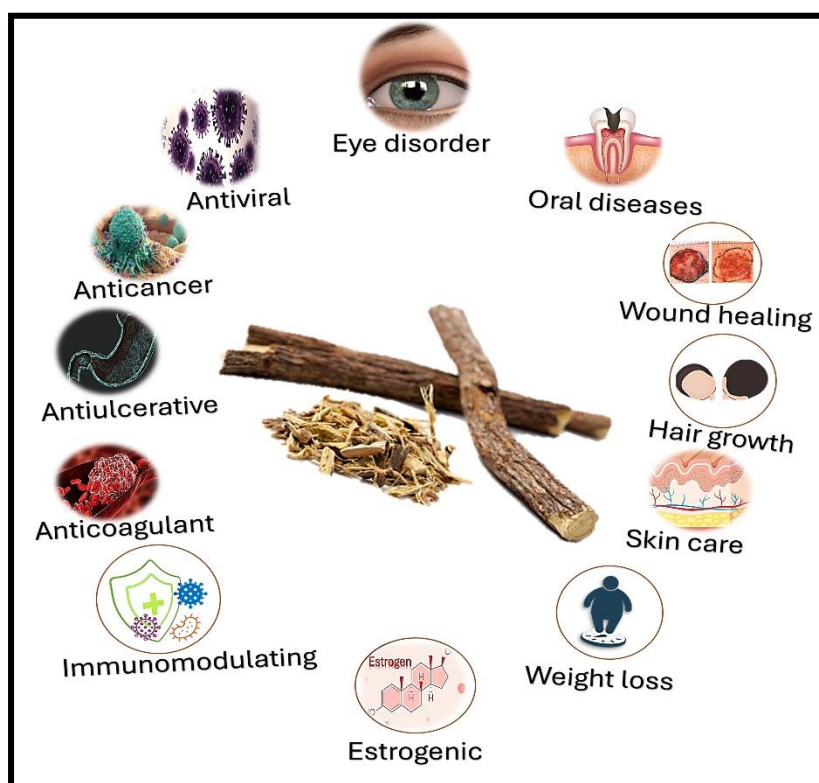 Eye disorder
Antiviral
Oral diseases
Anticancer
Wound healing
Antiulcerative
Hair growth
Anticoagulant
Skin care
Immunomodulating
Weight loss
Estrogen
H
H
H
Estrogenic